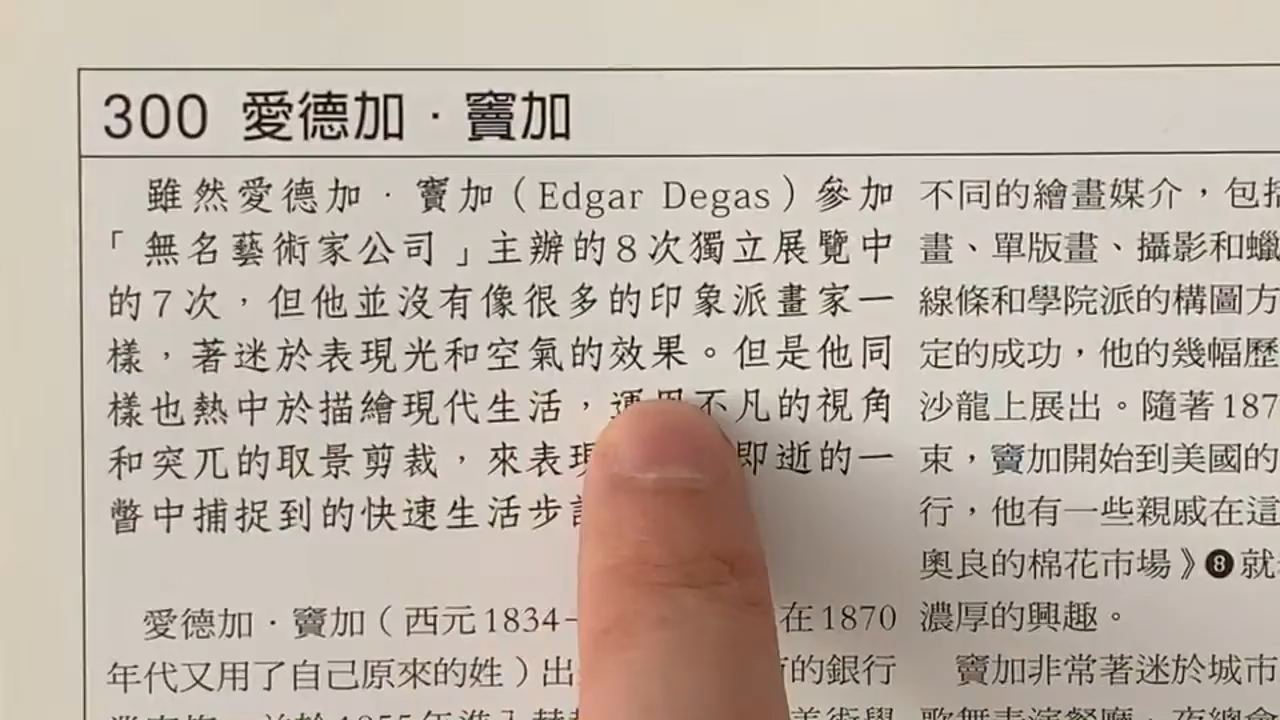 300 愛德加・竇加
雖然愛德加・竇加（Edgar Degas）參加
「無名藝術家公司」主辦的8次獨立展覽中
的7次，但他並沒有像很多的印象派畫家一
樣，著迷於表現光和空氣的效果。但是他同
樣也熱中於描繪現代生活，運用不凡的視角
和突兀的取景剪裁，來表現 即逝的一
瞥中捕捉到的快速生活步
愛德加・竇加（西元1834– 在1870
年代又用了自己原來的姓）出 的銀行
不同的繪畫媒介，包括
畫、單版畫、攝影和蠟
線條和學院派的構圖方
定的成功，他的幾幅歷
沙龍上展出。隨著187
束，竇加開始到美國的
行，他有一些親戚在這
奧良的棉花市場》❽就
濃厚的興趣。
竇加非常著迷於城市